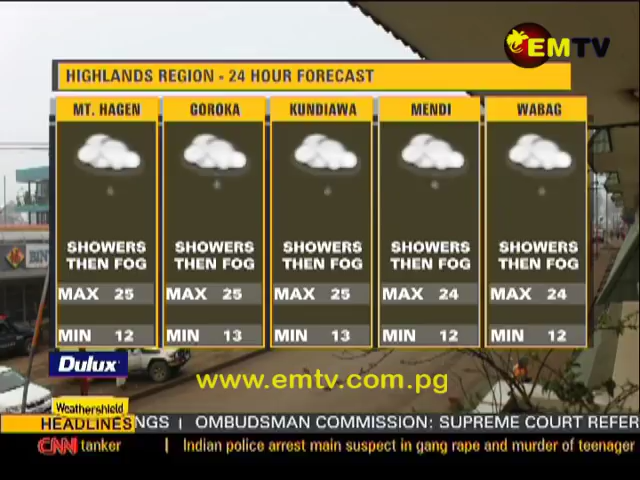 EMTV
HIGHLANDS REGION - 24 HOUR FORECAST
MT. HAGEN GOROKA KUNDIAWA MENDI WABAG
SHOWERS THEN FOG SHOWERS THEN FOG SHOWERS THEN FOG SHOWERS THEN FOG SHOWERS THEN FOG
MAX 25 MAX 25 MAX 25 MAX 24 MAX 24
MIN 12 MIN 13 MIN 13 MIN 12 MIN 12
Dulux
www.emtv.com.pg
Weathershield
HEADLINES NGS | OMBUDSMAN COMMISSION: SUPREME COURT REFER
CNN tanker | Indian police arrest main suspect in gang rape and murder of teenager